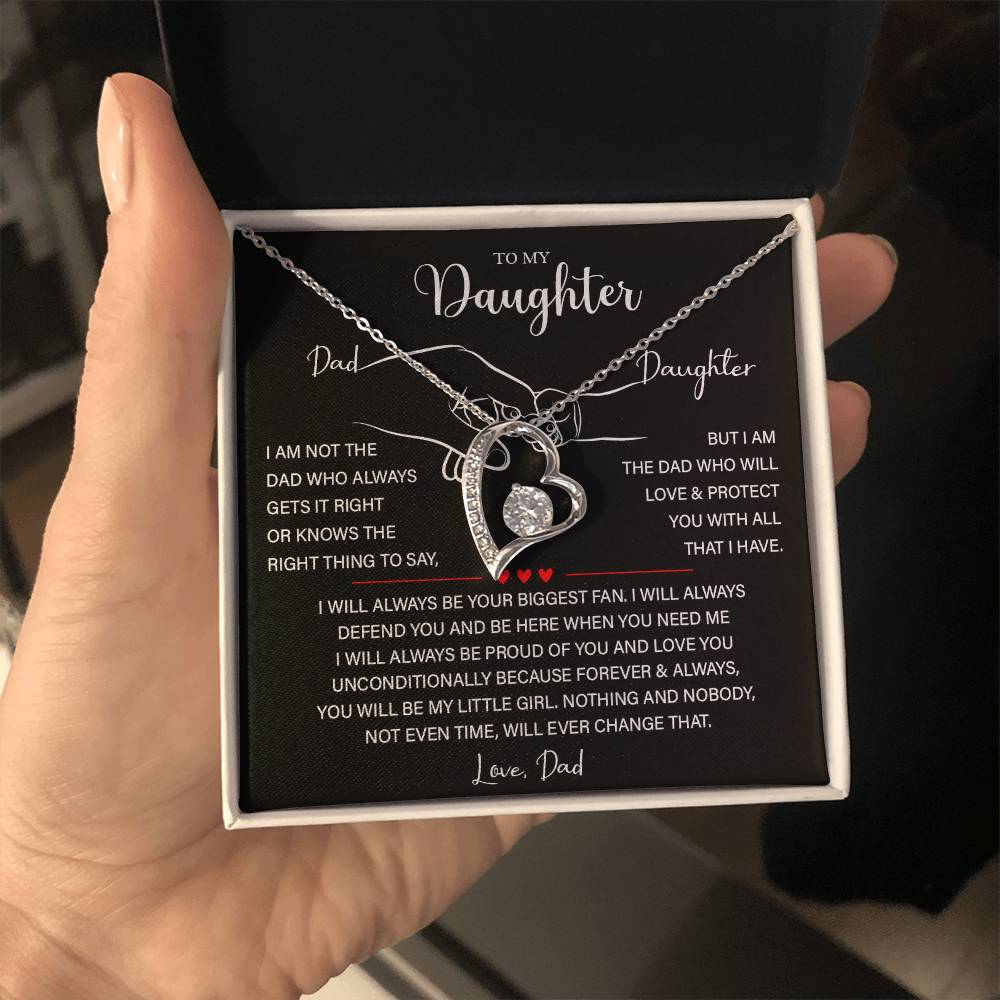 TO MY
Daughter
Dad
Daughter
I AM NOT THE
DAD WHO ALWAYS
GETS IT RIGHT
OR KNOWS THE
RIGHT THING TO SAY,
BUT I AM
THE DAD WHO WILL
LOVE & PROTECT
YOU WITH ALL
THAT I HAVE.
I WILL ALWAYS BE YOUR BIGGEST FAN. I WILL ALWAYS
DEFEND YOU AND BE HERE WHEN YOU NEED ME
I WILL ALWAYS BE PROUD OF YOU AND LOVE YOU
UNCONDITIONALLY BECAUSE FOREVER & ALWAYS,
YOU WILL BE MY LITTLE GIRL. NOTHING AND NOBODY,
NOT EVEN TIME, WILL EVER CHANGE THAT.
Love, Dad